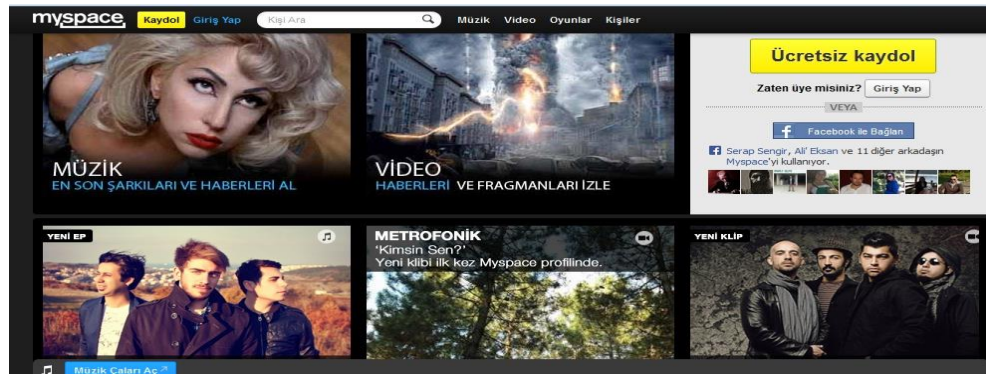 myspace Kaydol Giriş Yap Kişi Ara Müzik Video Oyunlar Kişiler
MÜZİK
EN SON ŞARKILARI VE HABERLERİ AL
VİDEO
HABERLERİ VE FRAGMANLARI İZLE
Ücretsiz kaydol
Zaten üye misiniz? Giriş Yap
VEYA
f Facebook ile Bağlan
f Serap Sengir, Ali' Eksan ve 11 diğer arkadaşın
Myspace'yi kullanıyor.
YENİ EP
METROFONİK
'Kimsin Sen?'
Yeni klibi ilk kez Myspace profilinde.
YENİ KLİP
Müzik Çaları Aç